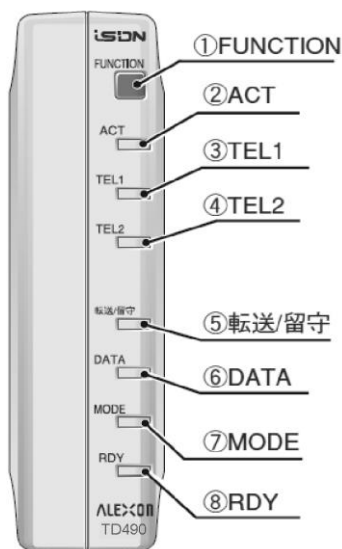 iSDN
FUNCTION
ACT
TEL1
TEL2
転送/留守
DATA
MODE
RDY
ALEXON
TD490
①FUNCTION
②ACT
③TEL1
④TEL2
⑤転送/留守
⑥DATA
⑦MODE
⑧RDY